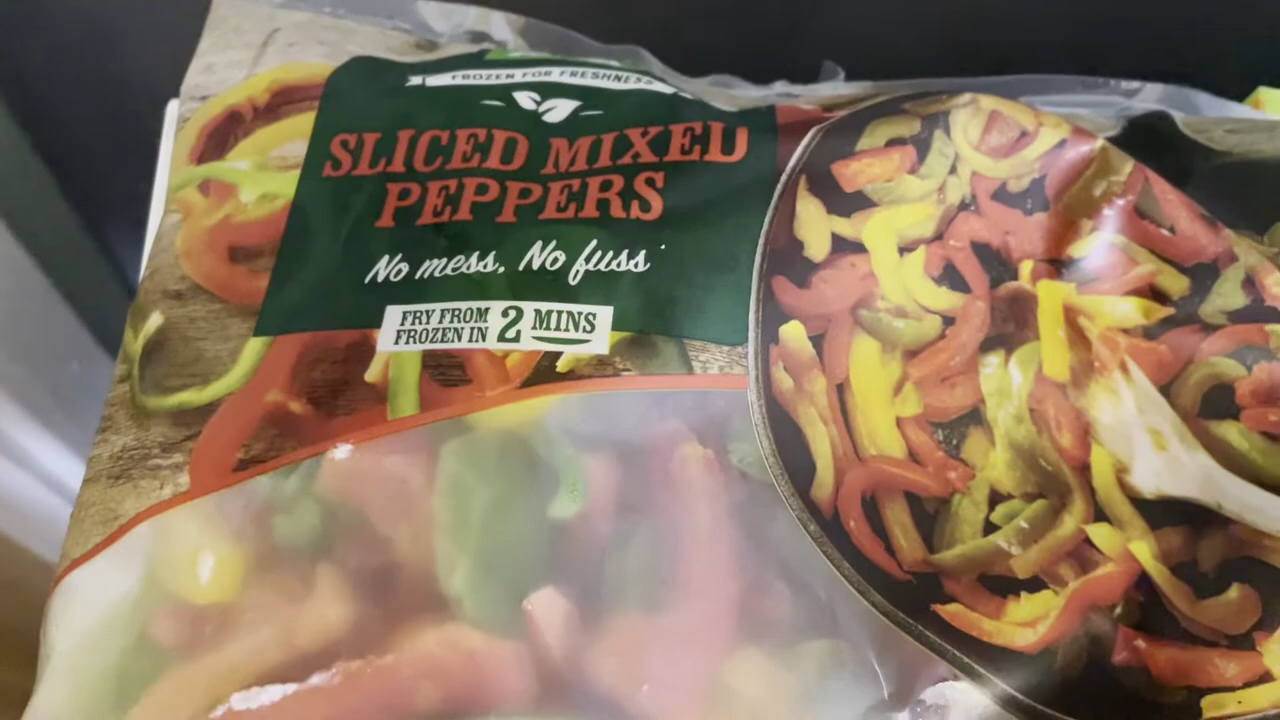 FROZEN FOR FRESHNESS
SLICED MIXED
PEPPERS
No mess, No fuss
FRY FROM
FROZEN IN 2 MINS